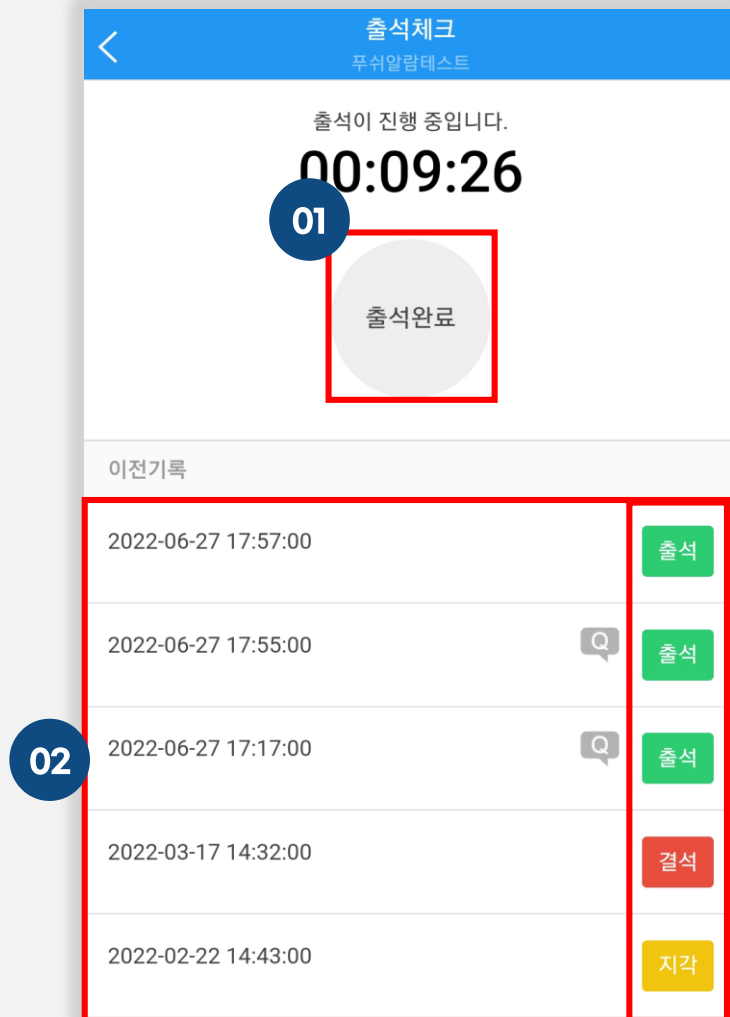 출석체크
푸쉬알람테스트
출석이 진행 중입니다.
00:09:26
01
출석완료
이전기록
2022-06-27 17:57:00 출석
2022-06-27 17:55:00 Q 출석
02
2022-06-27 17:17:00 Q 출석
2022-03-17 14:32:00 결석
2022-02-22 14:43:00 지각